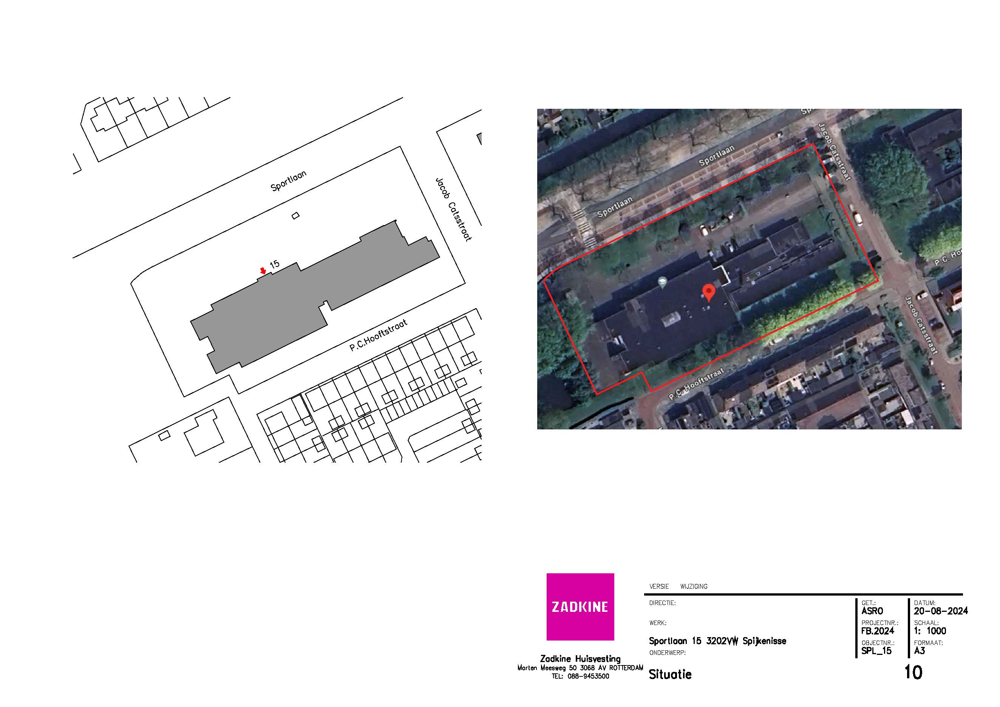 Sportlaan
Jacob Catsstraat
15
P.C.Hooftstraat
Sportlaan
Sportlaan
Jacob Catsstraat
P.C. Hooftstraat
Jacob Catsstraat
ZADKINE
Zadkine Huisvesting
Marten Meesweg 50 3068 AV ROTTERDAM
TEL: 088-9453500
VERSIE WIJZIGING
DIRECTIE:
WERK:
Sportlaan 15 3202VW Spijkenisse
ONDERWERP:
Situatie
GET.:
ASRO
PROJECTNR.:
FB.2024
OBJECTNR.:
SPL_15
DATUM:
20-08-2024
SCHAAL:
1: 1000
FORMAAT:
A3
10